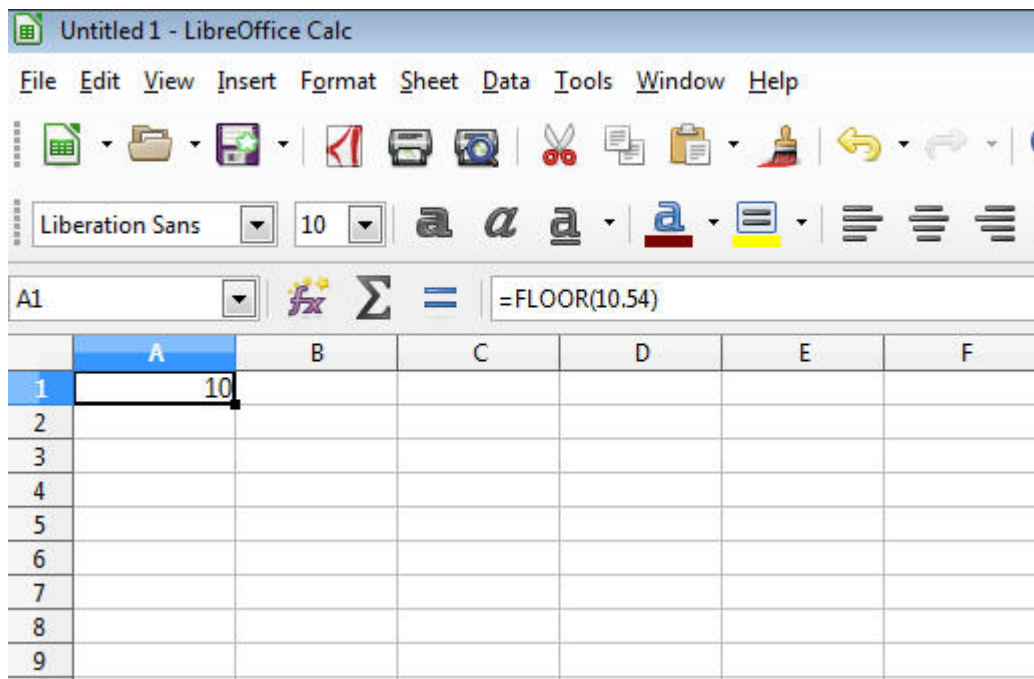 Untitled 1 - LibreOffice Calc
File Edit View Insert Format Sheet Data Tools Window Help
Liberation Sans 10 a a a a
A1 fx Σ = =FLOOR(10.54)
A B C D E F
1 10
2
3
4
5
6
7
8
9